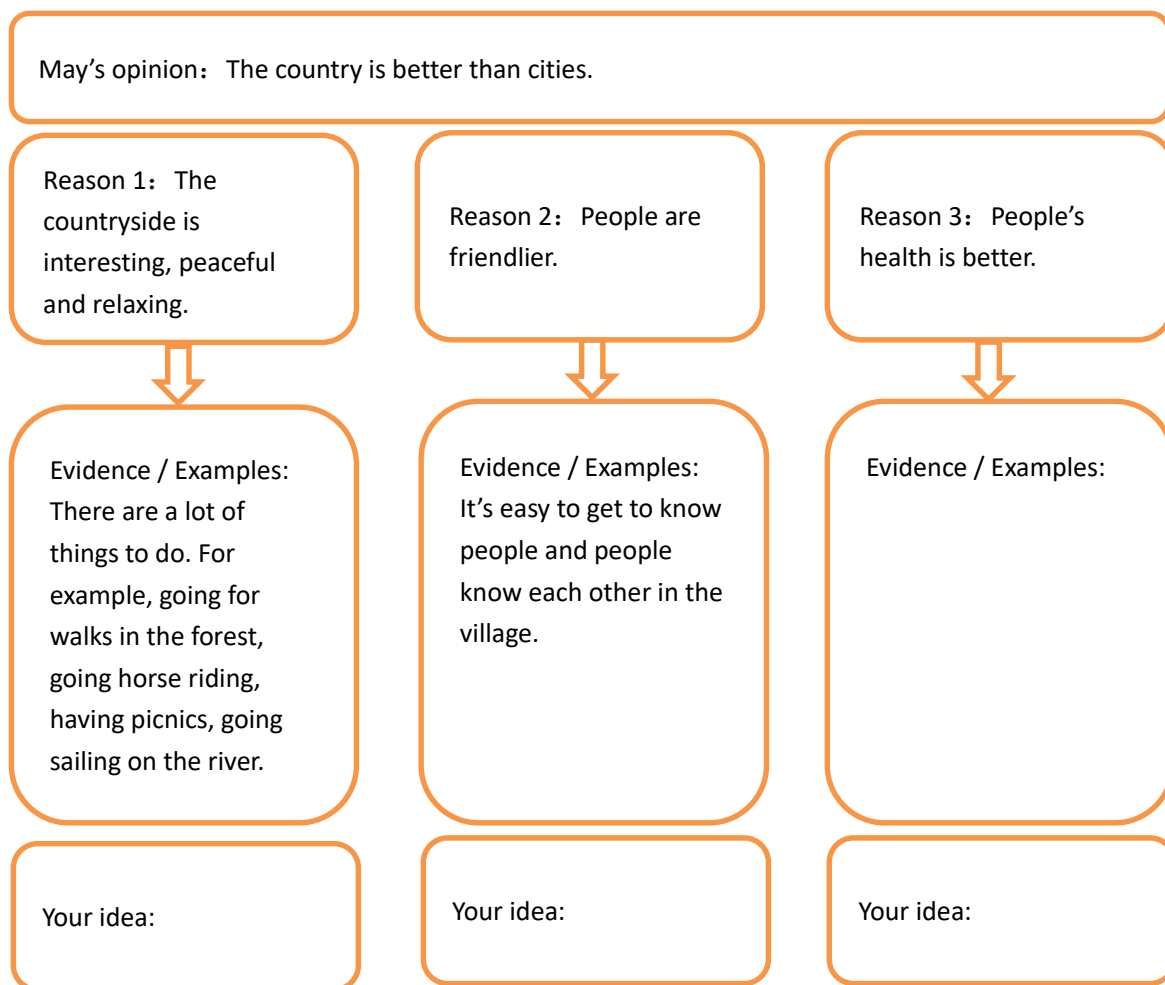 May’s opinion： The country is better than cities.
Reason 1： The
countryside is
interesting, peaceful
and relaxing.
Reason 2： People are
friendlier.
Reason 3： People’s
health is better.
Evidence / Examples:
There are a lot of
things to do. For
example, going for
walks in the forest,
going horse riding,
having picnics, going
sailing on the river.
Evidence / Examples:
It’s easy to get to know
people and people
know each other in the
village.
Evidence / Examples:
Your idea:
Your idea:
Your idea: